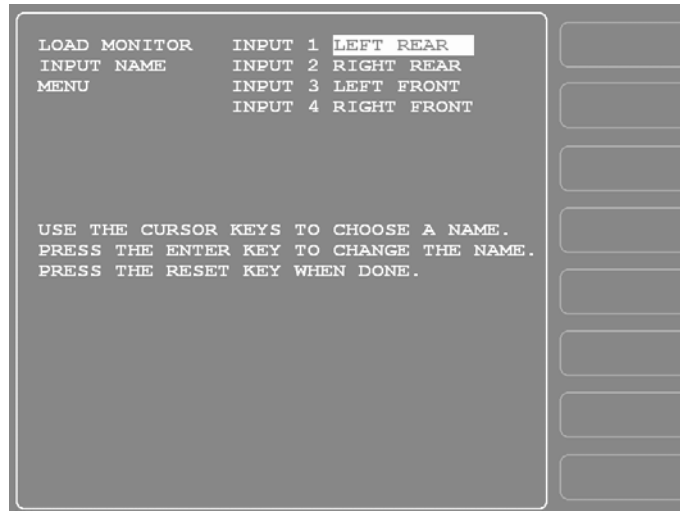 LOAD MONITOR INPUT 1 LEFT REAR
INPUT NAME INPUT 2 RIGHT REAR
MENU INPUT 3 LEFT FRONT
INPUT 4 RIGHT FRONT
USE THE CURSOR KEYS TO CHOOSE A NAME.
PRESS THE ENTER KEY TO CHANGE THE NAME.
PRESS THE RESET KEY WHEN DONE.